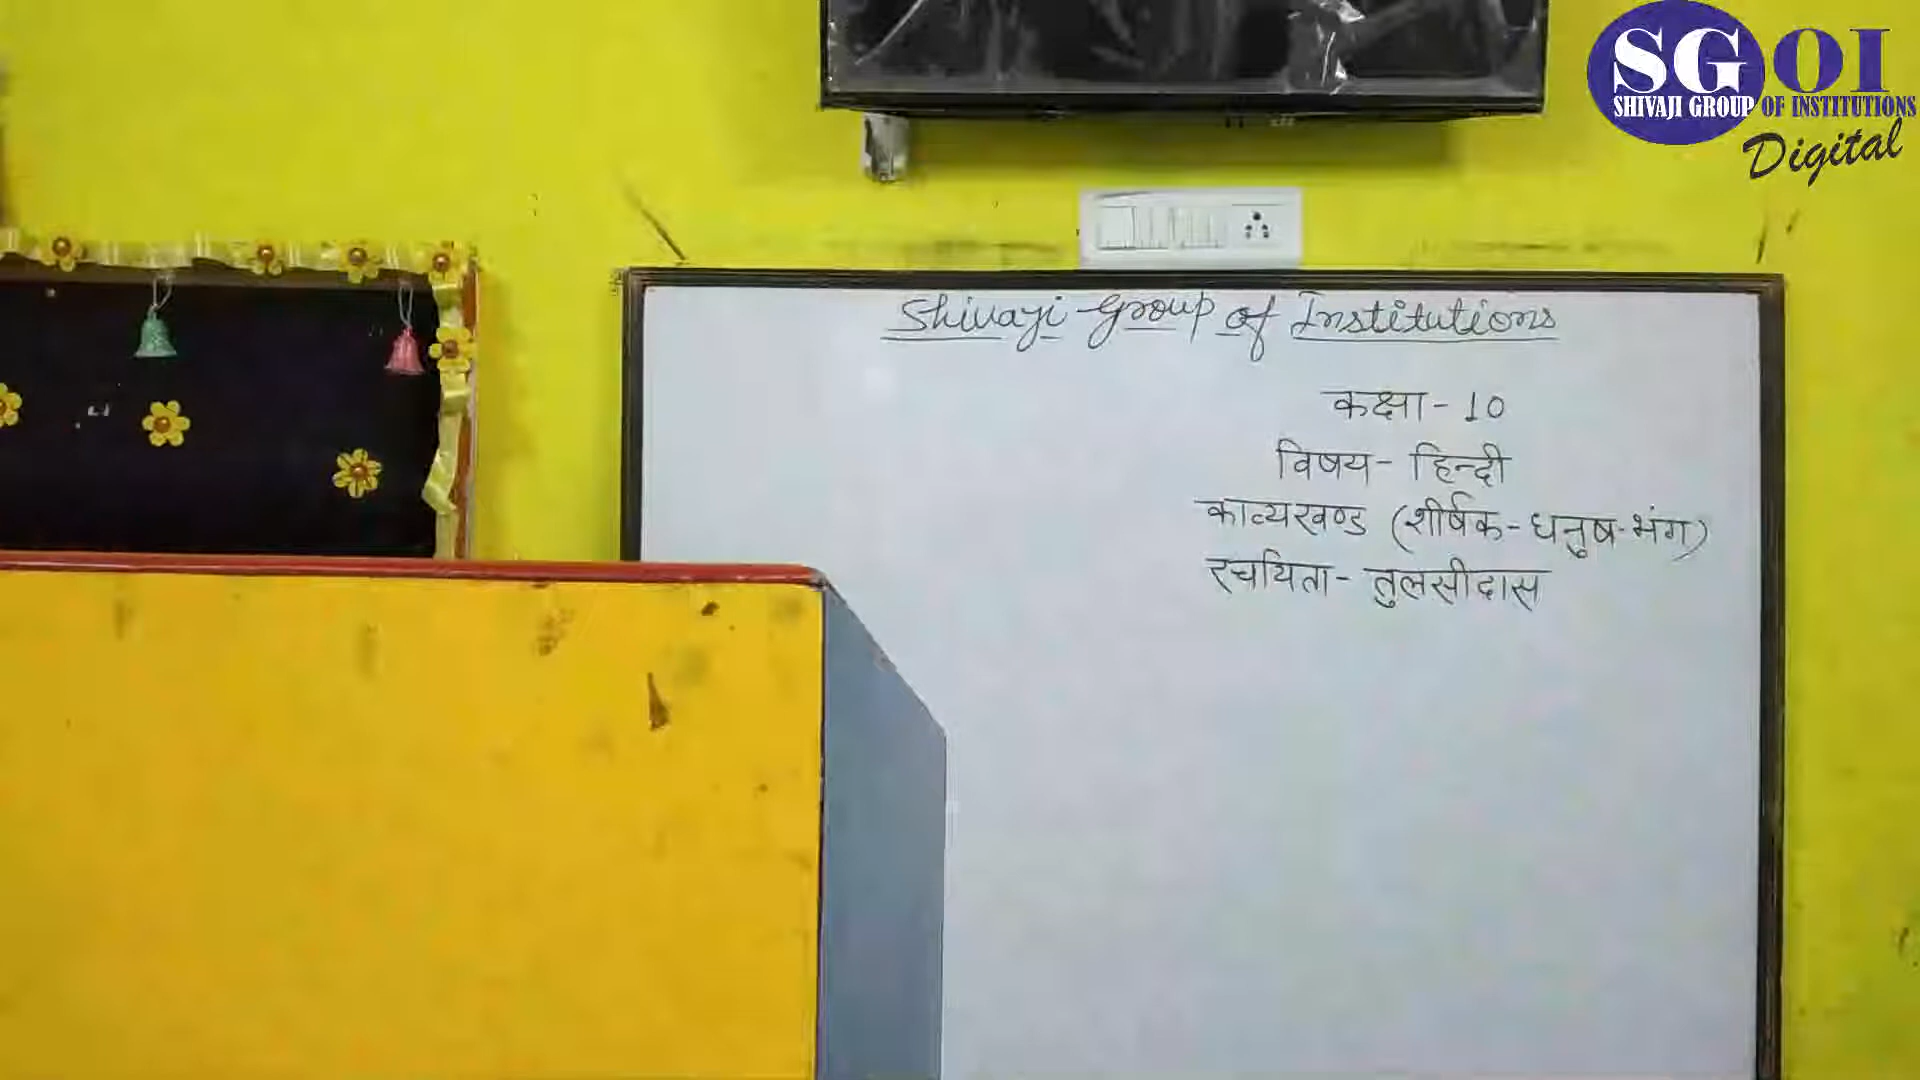 SGOI
SHIVAJI GROUP OF INSTITUTIONS
Digital
Shivaji Group of Institutions
कक्षा - 10
विषय - हिन्दी
काव्यखण्ड (शीर्षक - धनुष-भंग)
रचयिता - तुलसीदास